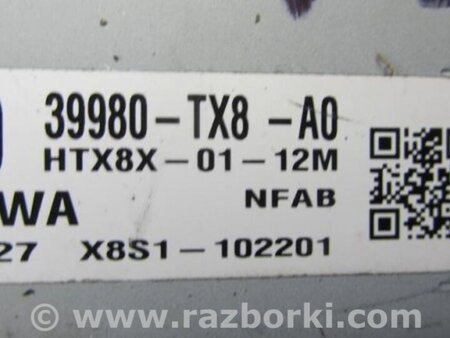 39980-TX8 -A0
HTX8X-01-12M
WA NFAB
27 X8S1-102201
© www.razborki.com/